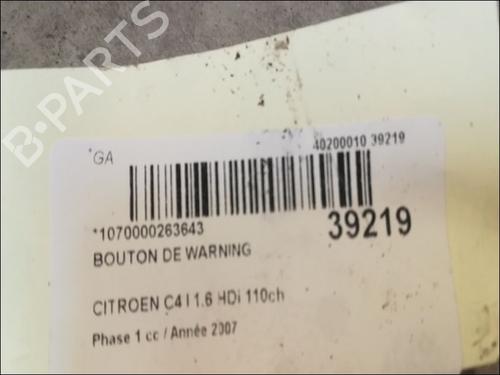 B-PARTS
*GA
40200010 39219
*1070000263643
39219
BOUTON DE WARNING
CITROEN C4 I 1.6 HDi 110ch
Phase 1 cc / Année 2007